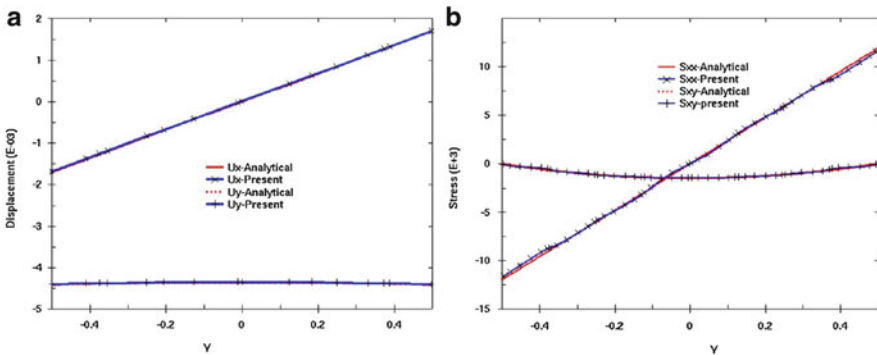 a
2
1
0
-1
-2
-3
-4
-5
Displacement (E-03)
Ux-Analytical
Ux-Present
Uy-Analytical
Uy-Present
-0.4
-0.2
0
0.2
0.4
Y
b
10
5
0
-5
-10
-15
Stress (E+3)
Sxx-Analytical
Sxx-Present
Sxy-Analytical
Sxy-present
-0.4
-0.2
0
0.2
0.4
Y